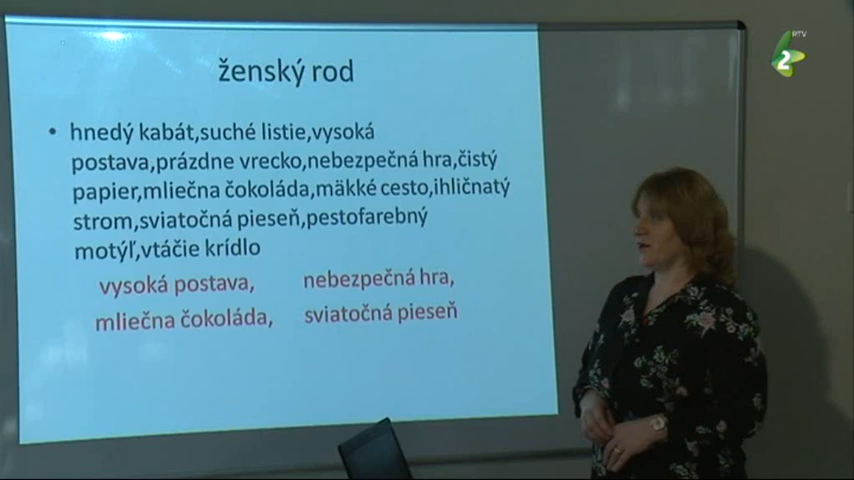 ženský rod
• hnedý kabát,suché listie,vysoká
postava,prázdne vrecko,nebezpečná hra,čistý
papier,mliečna čokoláda,mäkké cesto,ihličnatý
strom,sviatočná pieseň,pestofarebný
motýľ,vtáčie krídlo
vysoká postava, nebezpečná hra,
mliečna čokoláda, sviatočná pieseň
RTV
2